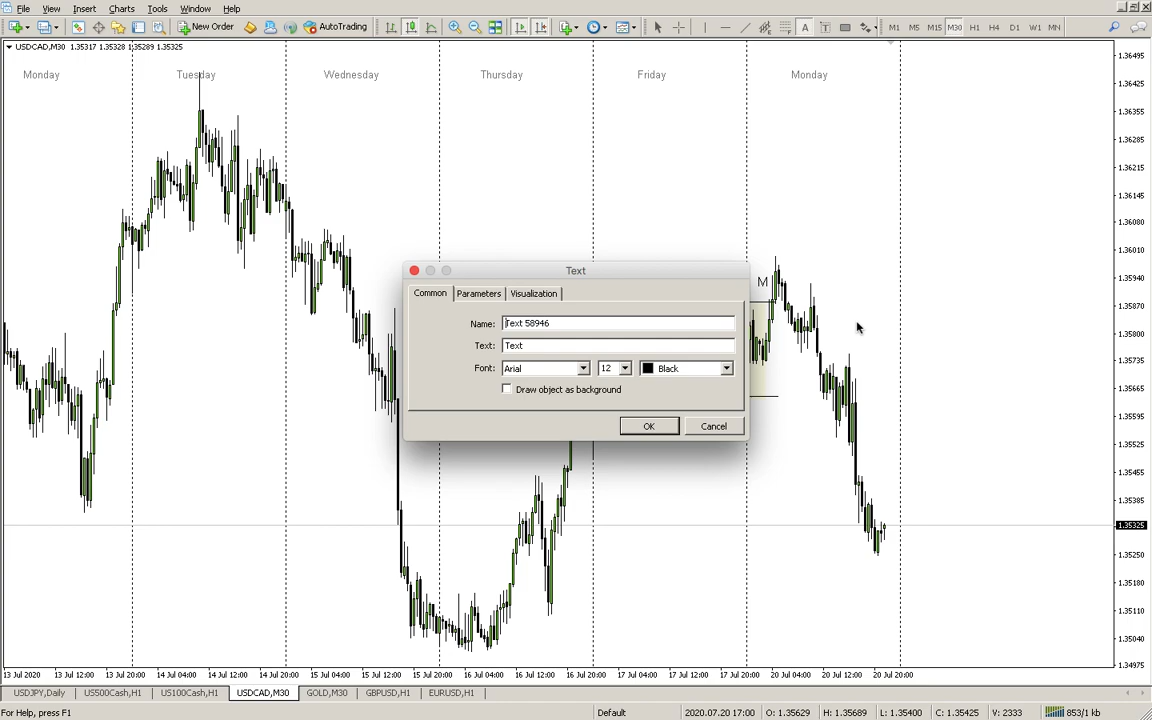 File View Insert Charts Tools Window Help
New Order AutoTrading A T M1 M5 M15 M30 H1 H4 D1 W1 MN
USDCAD,M30 1.35317 1.35328 1.35289 1.35325
Monday Tuesday Wednesday Thursday Friday Monday
1.36495
1.36425
1.36355
1.36285
1.36215
1.36145
1.36080
1.36010
1.35940
1.35870
1.35800
1.35735
1.35665
1.35595
1.35525
1.35455
1.35385
1.35325
1.35250
1.35180
1.35110
1.35040
1.34975
M
Text
Common Parameters Visualization
Name: Text 58946
Text: Text
Font: Arial 12 Black
Draw object as background
OK Cancel
13 Jul 2020 13 Jul 12:00 13 Jul 20:00 14 Jul 04:00 14 Jul 12:00 14 Jul 20:00 15 Jul 04:00 15 Jul 12:00 15 Jul 20:00 16 Jul 04:00 16 Jul 12:00 16 Jul 20:00 17 Jul 04:00 17 Jul 12:00 17 Jul 20:00 20 Jul 04:00 20 Jul 12:00 20 Jul 20:00
USDJPY,Daily US500Cash,H1 US100Cash,H1 USDCAD,M30 GOLD,M30 GBPUSD,H1 EURUSD,H1
For Help, press F1 Default 2020.07.20 17:00 O: 1.35629 H: 1.35689 L: 1.35400 C: 1.35425 V: 2333 853/1 kb